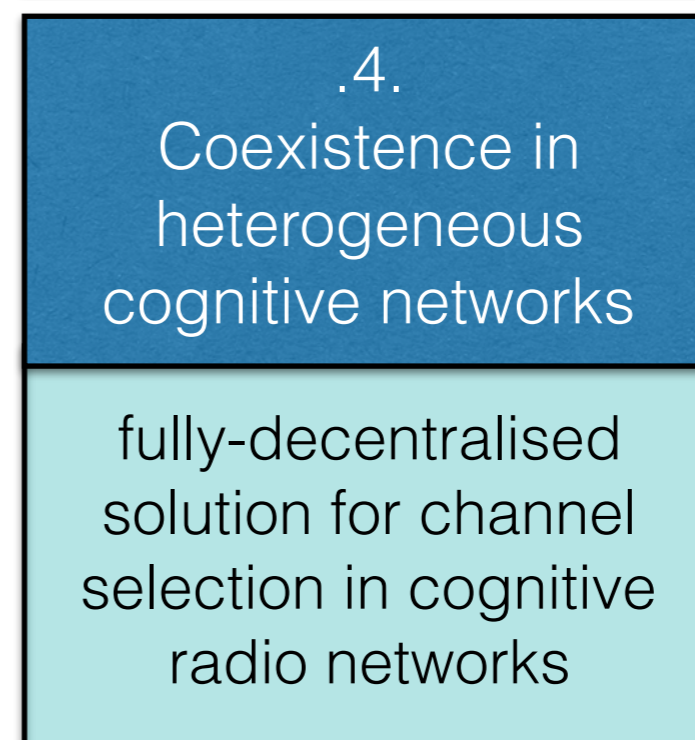 .4.
Coexistence in
heterogeneous
cognitive networks
fully-decentralised
solution for channel
selection in cognitive
radio networks